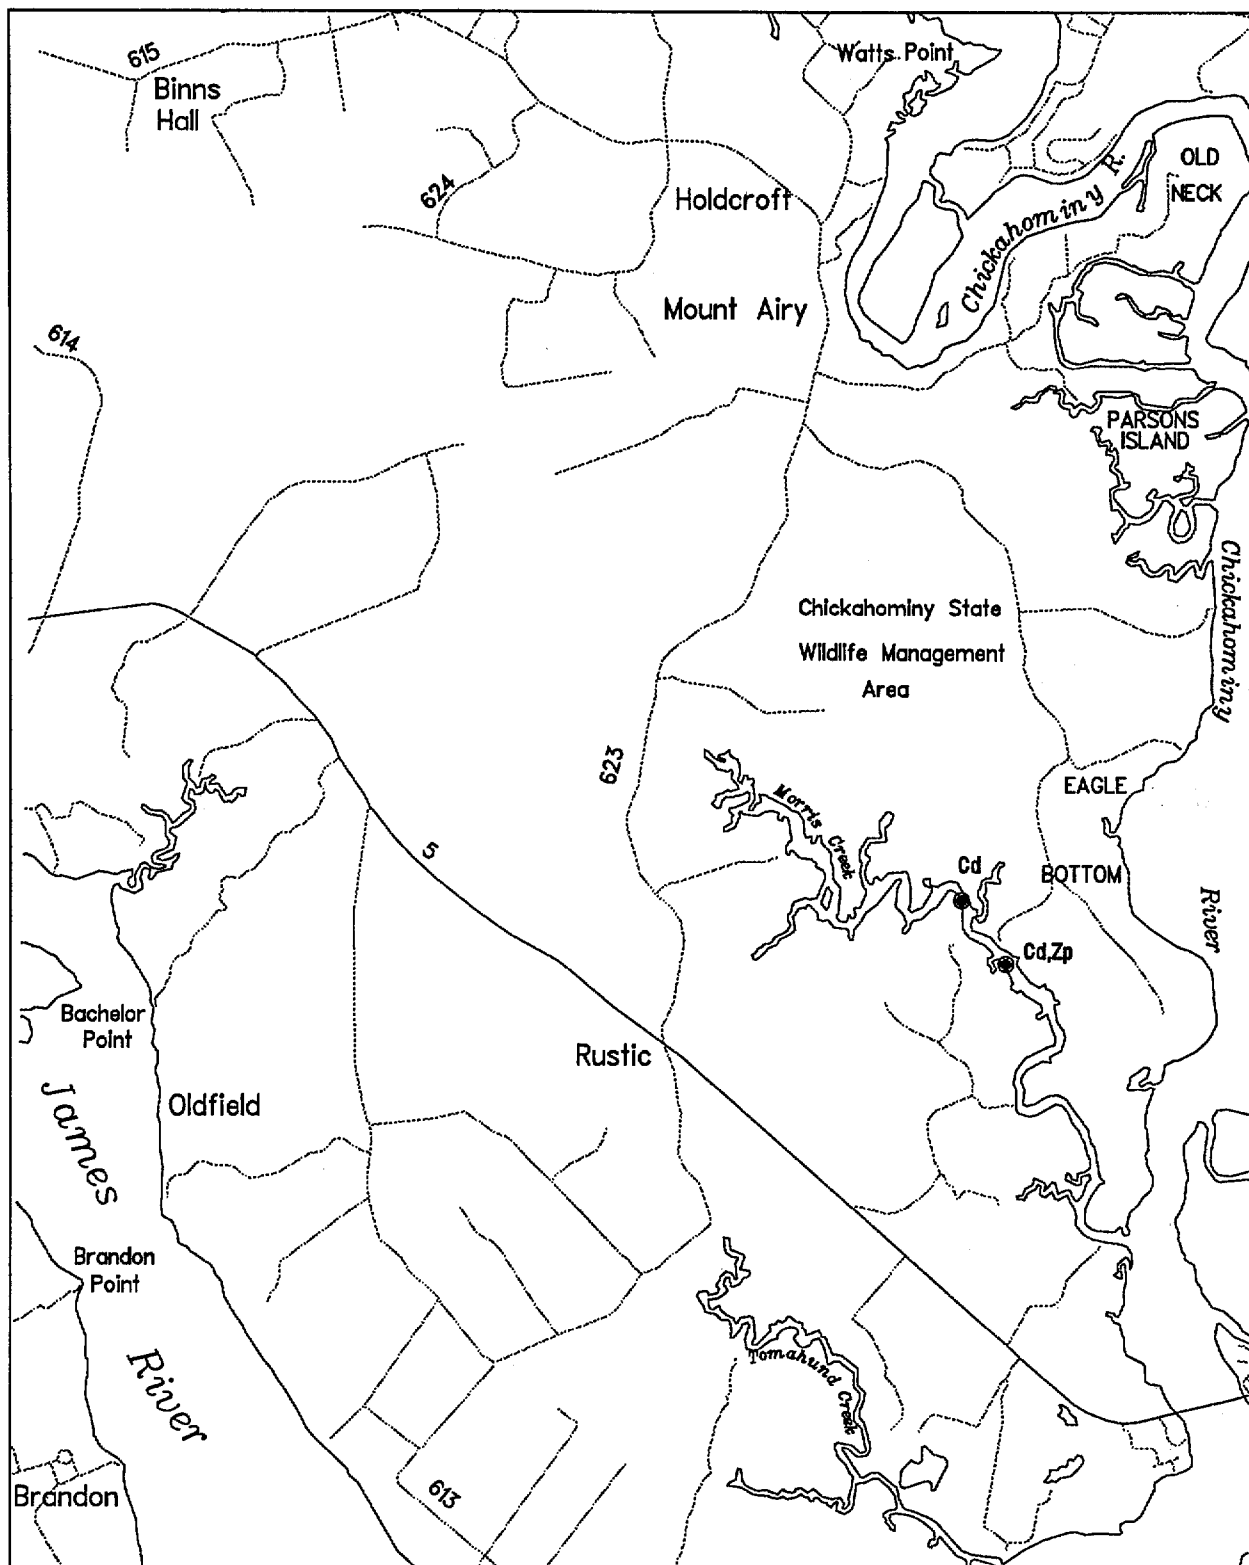 615
Binns
Hall
Watts Point
624
Holdcroft
Chickahominy R.
OLD
NECK
Mount Airy
614
PARSONS
ISLAND
Chickahominy
River
Chickahominy State
Wildlife Management
Area
623
EAGLE
BOTTOM
Morris
Creek
Cd
Cd,Zp
5
Bachelor
Point
Rustic
Oldfield
James
River
Brandon
Point
Tomahund Creek
Brandon
613